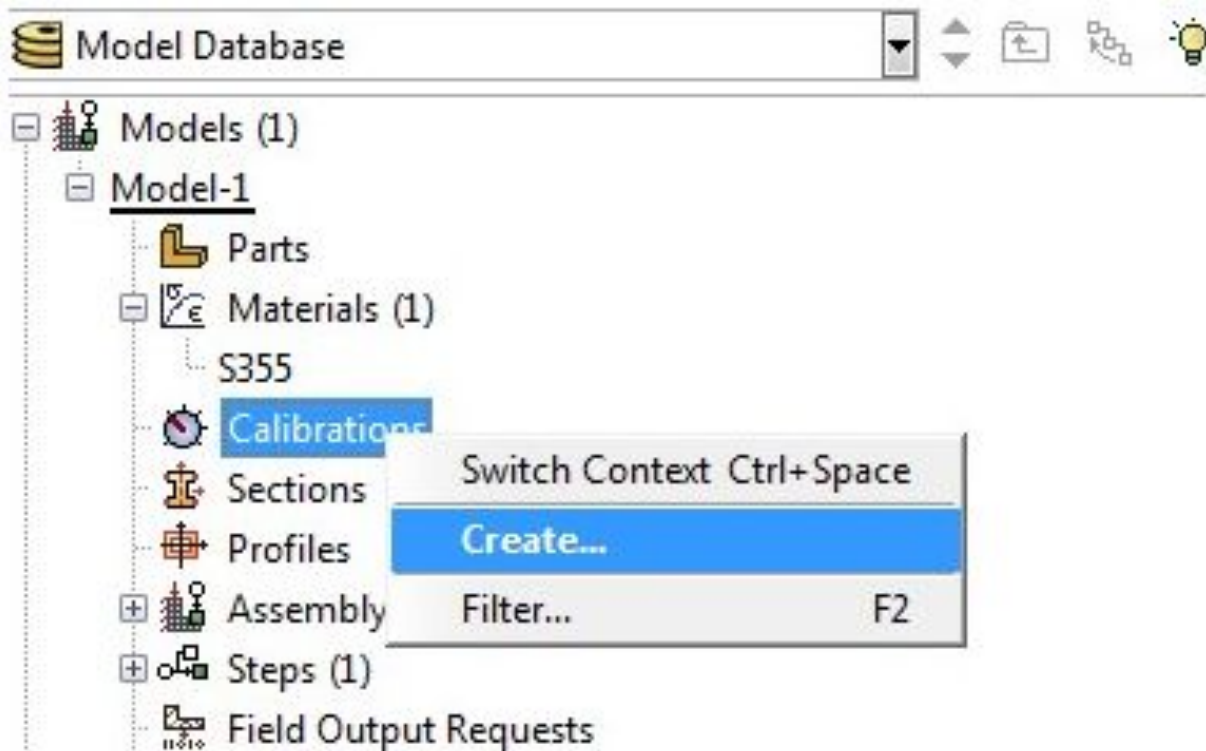 Model Database
Models (1)
Model-1
Parts
Materials (1)
S355
Calibrations
Switch Context Ctrl+Space
Sections
Create...
Profiles
Filter... F2
Assembly
Steps (1)
Field Output Requests